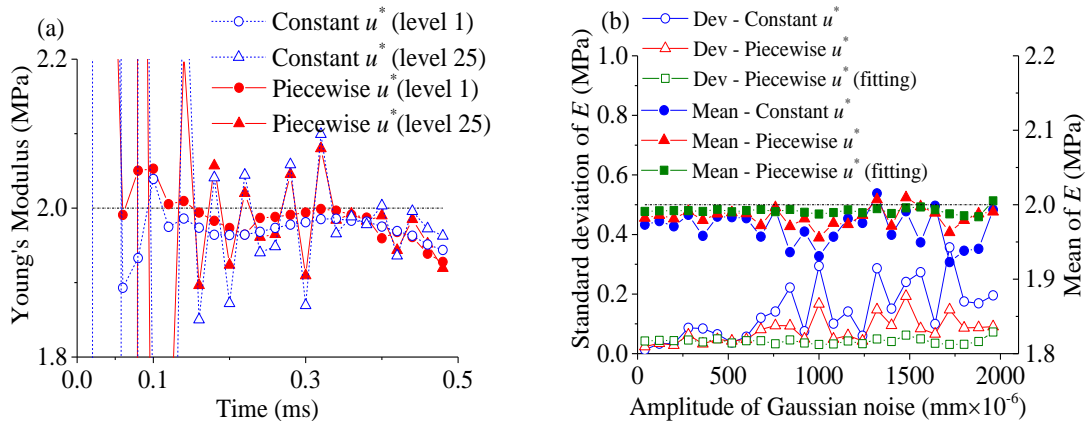 (a)
Constant u* (level 1)
Constant u* (level 25)
Piecewise u* (level 1)
Piecewise u* (level 25)
Young's Modulus (MPa)
2.2
2.0
1.8
0.0 0.1 0.3 0.5
Time (ms)
(b)
Dev - Constant u*
Dev - Piecewise u*
Dev - Piecewise u* (fitting)
Mean - Constant u*
Mean - Piecewise u*
Mean - Piecewise u* (fitting)
Standard deviation of E (MPa)
1.0
0.8
0.6
0.4
0.2
0.0
0 500 1000 1500 2000
Amplitude of Gaussian noise (mm×10⁻⁶)
2.2
2.1
2.0
1.9
1.8
Mean of E (MPa)